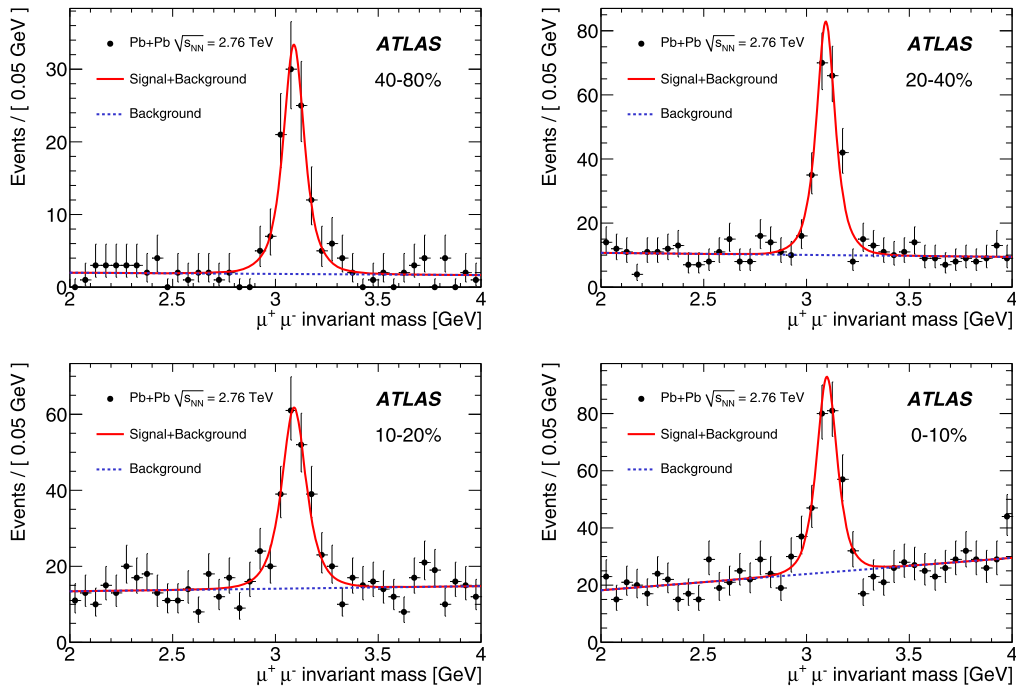 Events / [ 0.05 GeV ]
30
20
10
0
Pb+Pb √sNN = 2.76 TeV
Signal+Background
Background
ATLAS
40-80%
2 2.5 3 3.5 4
μ+ μ- invariant mass [GeV]
Events / [ 0.05 GeV ]
80
60
40
20
0
Pb+Pb √sNN = 2.76 TeV
Signal+Background
Background
ATLAS
20-40%
2 2.5 3 3.5 4
μ+ μ- invariant mass [GeV]
Events / [ 0.05 GeV ]
60
40
20
0
Pb+Pb √sNN = 2.76 TeV
Signal+Background
Background
ATLAS
10-20%
2 2.5 3 3.5 4
μ+ μ- invariant mass [GeV]
Events / [ 0.05 GeV ]
80
60
40
20
0
Pb+Pb √sNN = 2.76 TeV
Signal+Background
Background
ATLAS
0-10%
2 2.5 3 3.5 4
μ+ μ- invariant mass [GeV]